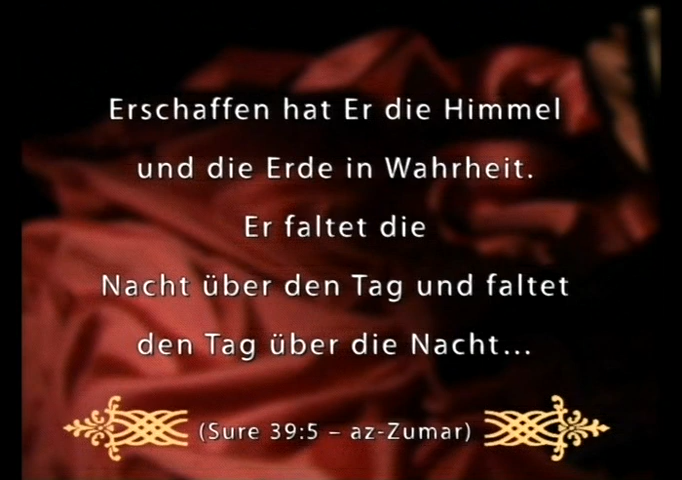 Erschaffen hat Er die Himmel
und die Erde in Wahrheit.
Er faltet die
Nacht über den Tag und faltet
den Tag über die Nacht...
(Sure 39:5 – az-Zumar)